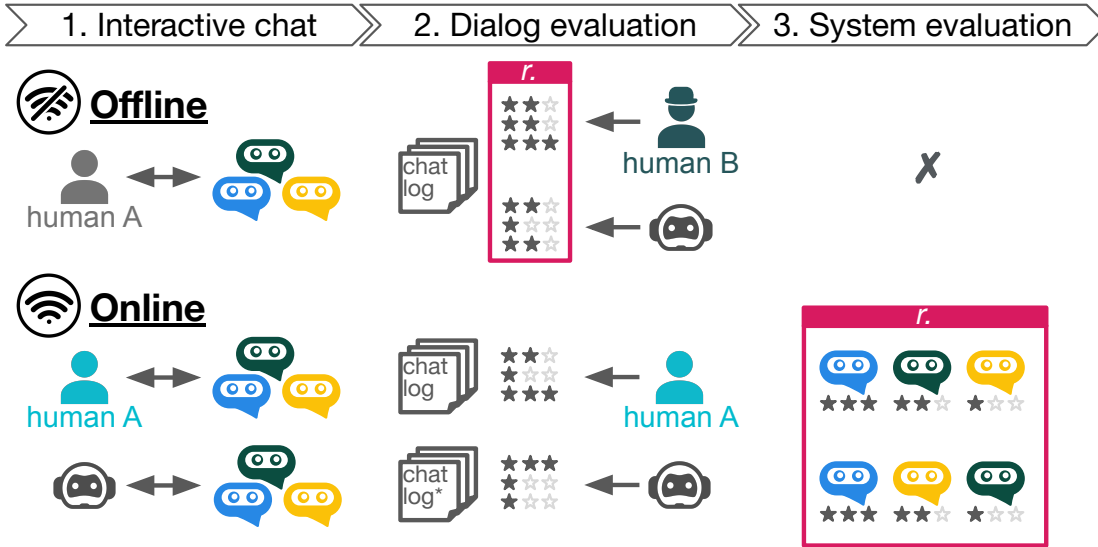 1. Interactive chat
2. Dialog evaluation
3. System evaluation
r.
Offline
human A
chat
log
human B
✗
Online
r.
human A
chat
log
human A
chat
log*